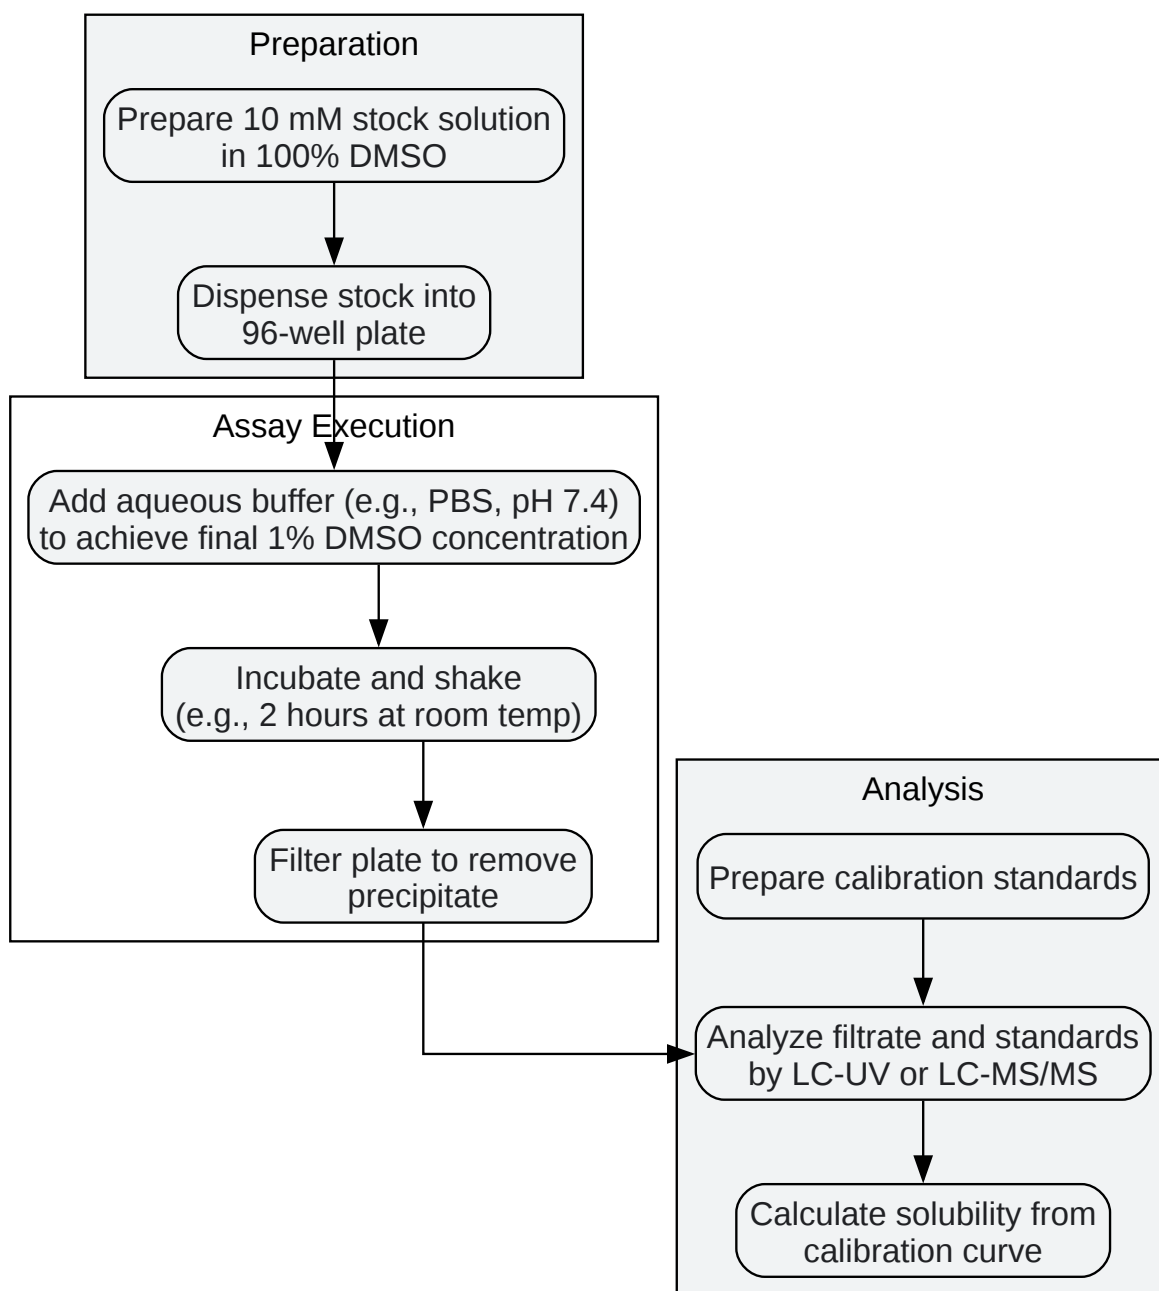 Preparation
Prepare 10 mM stock solution
in 100% DMSO
Dispense stock into
96-well plate
Assay Execution
Add aqueous buffer (e.g., PBS, pH 7.4)
to achieve final 1% DMSO concentration
Incubate and shake
(e.g., 2 hours at room temp)
Filter plate to remove
precipitate
Analysis
Prepare calibration standards
Analyze filtrate and standards
by LC-UV or LC-MS/MS
Calculate solubility from
calibration curve